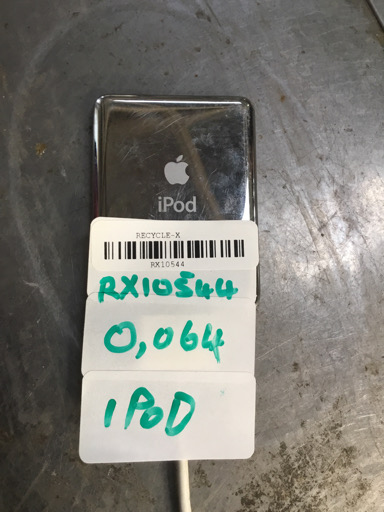 iPod
RECYCLE-X
RX10544
RX10544
0,064
iPOD